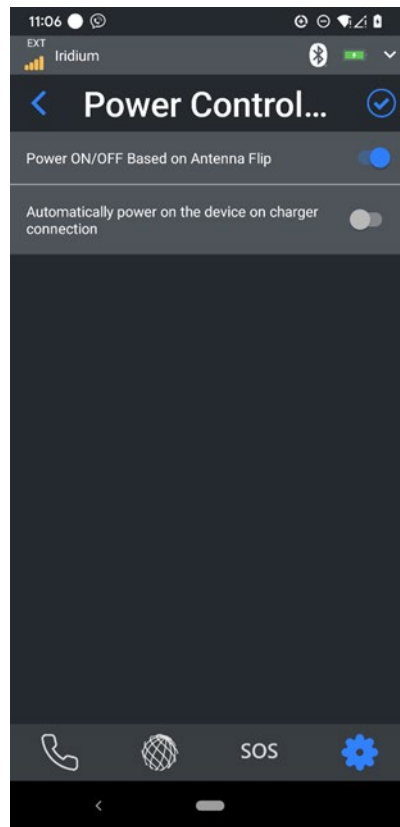 11:06
EXT
Iridium
Power Control...
Power ON/OFF Based on Antenna Flip
Automatically power on the device on charger
connection
SOS